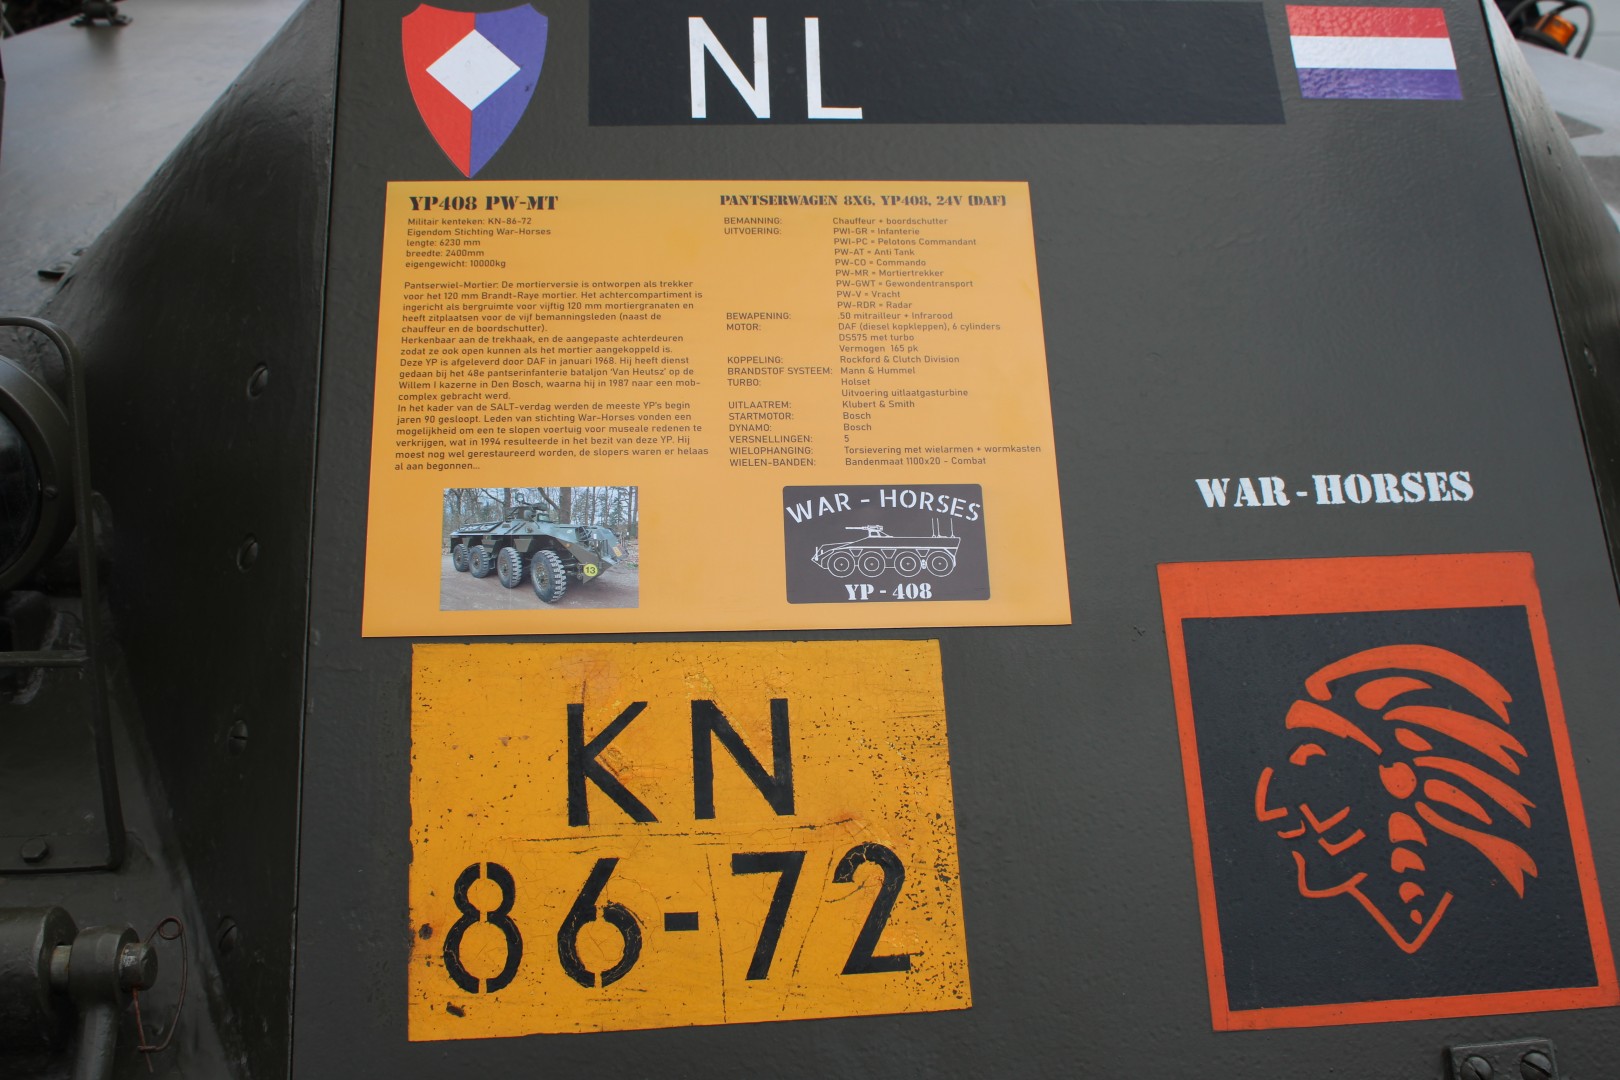 NL
YP408 PW-MT
Militair kenteken: KN-86-72
Eigendom Stichting War-Horses
lengte: 6230 mm
breedte: 2400mm
eigengewicht: 10000kg
Pantserwiel-Mortier: De mortierversie is ontworpen als trekker
voor het 120 mm Brandt-Raye mortier. Het achtercompartiment is
ingericht als bergruimte voor vijftig 120 mm mortiergranaten en
heeft zitplaatsen voor de vijf bemanningsleden (naast de
chauffeur en de boordschutter).
Herkenbaar aan de trekhaak, en de aangepaste achterdeuren
zodat ze ook open kunnen als het mortier aangekoppeld is.
Deze YP is afgeleverd door DAF in januari 1968. Hij heeft dienst
gedaan bij het 48e pantserinfanterie bataljon 'Van Heutsz' op de
Willem I kazerne in Den Bosch, waarna hij in 1987 naar een mob-
complex gebracht werd.
In het kader van de SALT-verdag werden de meeste YP's begin
jaren 90 gesloopt. Leden van stichting War-Horses vonden een
mogelijkheid om een te slopen voertuig voor museale redenen te
verkrijgen, wat in 1994 resulteerde in het bezit van deze YP. Hij
moest nog wel gerestaureerd worden, de slopers waren er helaas
al aan begonnen...
PANTSERWAGEN 8X6, YP408, 24V (DAF)
BEMANNING: Chauffeur + boordschutter
UITVOERING: PWI-GR = Infanterie
PWI-PC = Pelotons Commandant
PW-AT = Anti Tank
PW-CO = Commando
PW-MR = Mortiertrekker
PW-GWT = Gewondentransport
PW-V = Vracht
PW-RDR = Radar
BEWAPENING: .50 mitrailleur + Infrarood
MOTOR: DAF (diesel kopkleppen), 6 cylinders
DS575 met turbo
Vermogen 165 pk
KOPPELING: Rockford & Clutch Division
BRANDSTOF SYSTEEM: Mann & Hummel
TURBO: Holset
Uitvoering uitlaatgasturbine
UITLAATREM: Klubert & Smith
STARTMOTOR: Bosch
DYNAMO: Bosch
VERSNELLINGEN: 5
WIELOPHANGING: Torsievering met wielarmen + wormkasten
WIELEN-BANDEN: Bandenmaat 1100x20 - Combat
13
WAR - HORSES
YP - 408
WAR - HORSES
KN
86-72